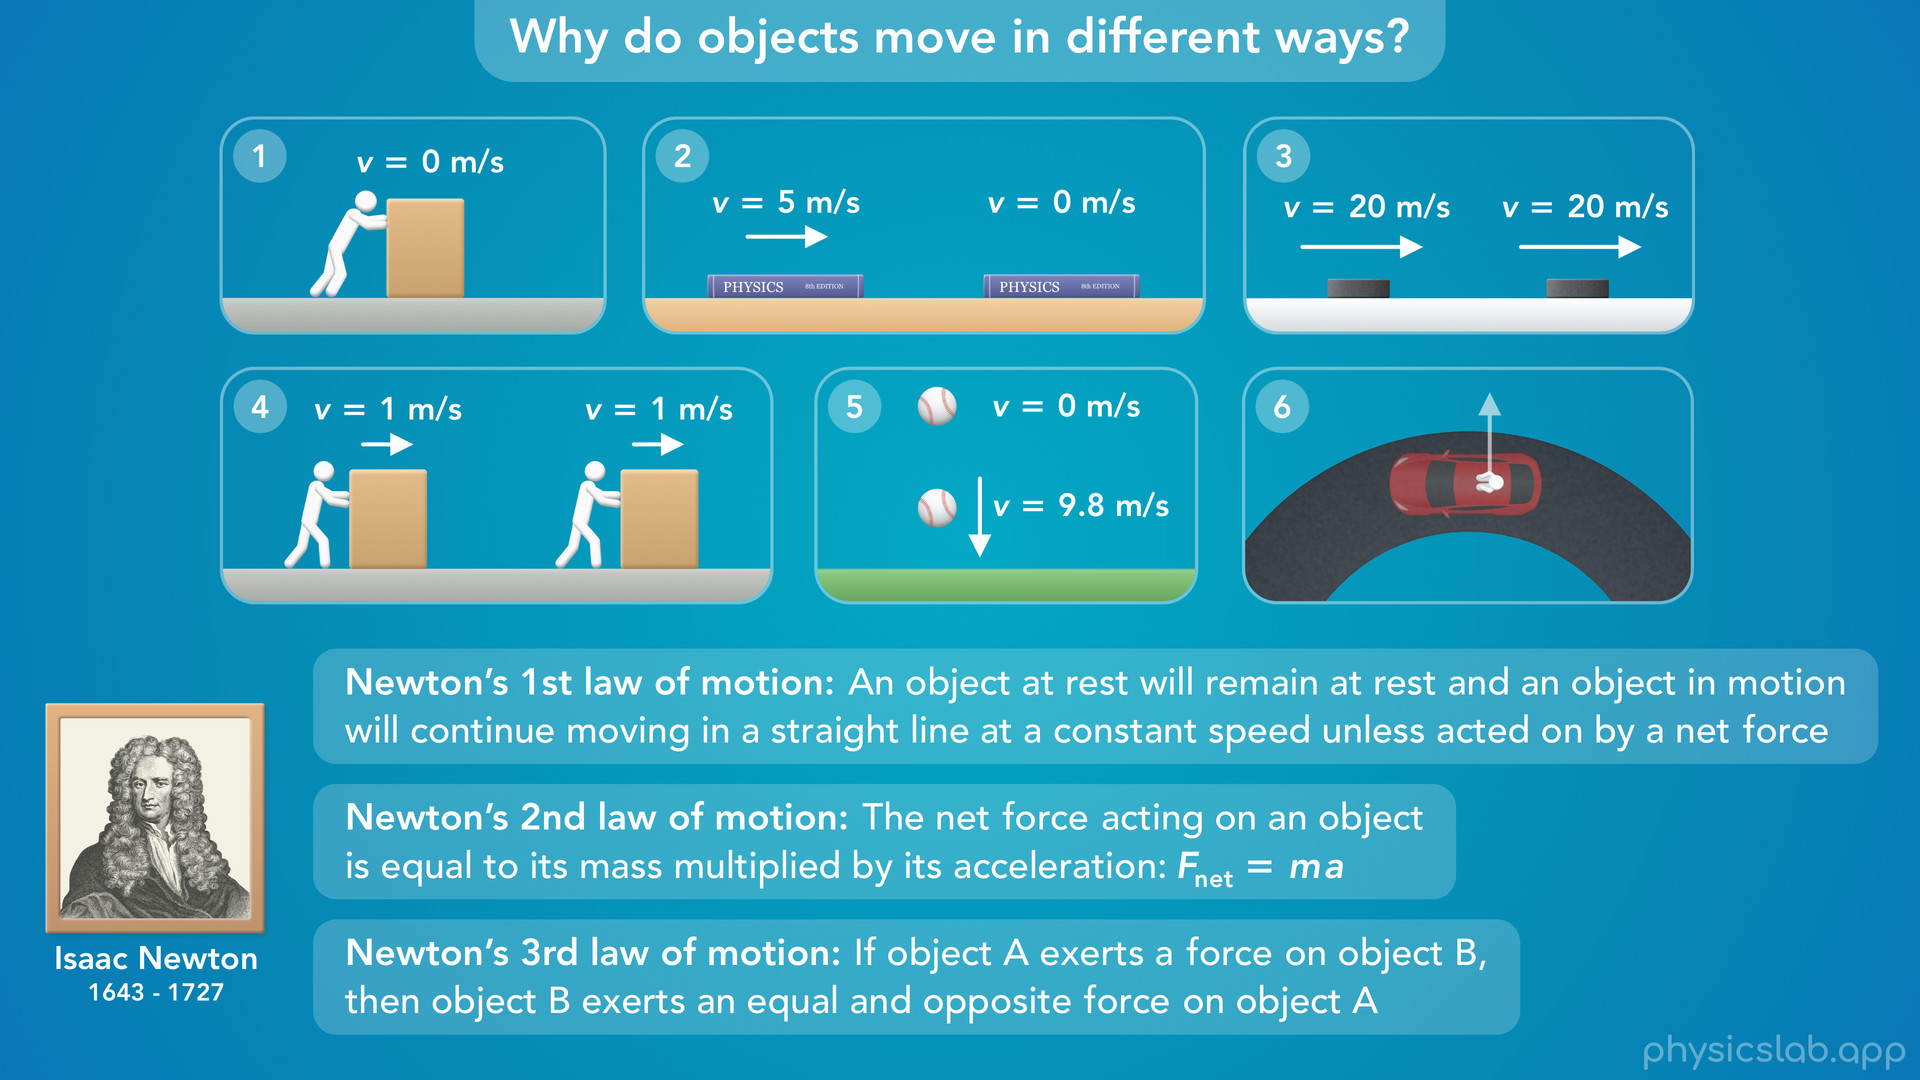 Why do objects move in different ways?
1
v = 0 m/s
2
v = 5 m/s
v = 0 m/s
PHYSICS 8th EDITION
PHYSICS 8th EDITION
3
v = 20 m/s
v = 20 m/s
4
v = 1 m/s
v = 1 m/s
5
v = 0 m/s
v = 9.8 m/s
6
Newton's 1st law of motion: An object at rest will remain at rest and an object in motion
will continue moving in a straight line at a constant speed unless acted on by a net force
Newton's 2nd law of motion: The net force acting on an object
is equal to its mass multiplied by its acceleration: Fnet = ma
Newton's 3rd law of motion: If object A exerts a force on object B,
then object B exerts an equal and opposite force on object A
Isaac Newton
1643 - 1727
physicslab.app